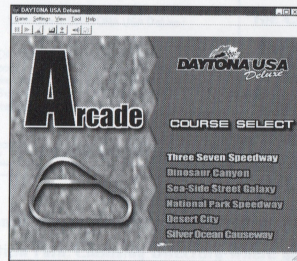 DAYTONA USA Deluxe
Game Settings View Tool Help
DAYTONA USA
Deluxe
Arcade
COURSE SELECT
Three Seven Speedway
Dinosaur Canyon
Sea-Side Street Galaxy
National Park Speedway
Desert City
Silver Ocean Causeway